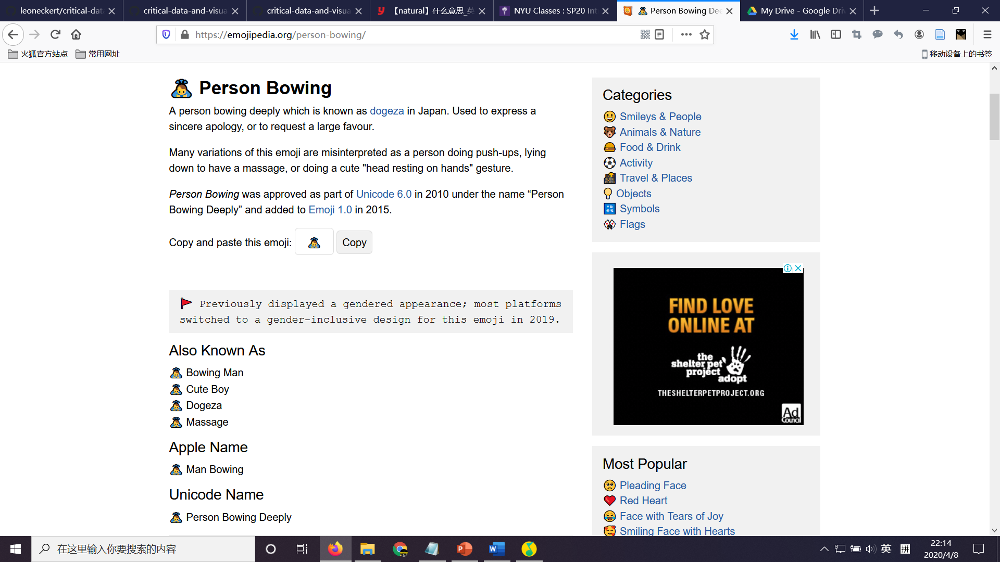 leoneckert/critical-dat
critical-data-and-visua
critical-data-and-visua
【natural】什么意思_英
NYU Classes : SP20 Int
Person Bowing Dee
My Drive - Google Driv
https://emojipedia.org/person-bowing/
火狐官方站点
常用网址
移动设备上的书签
Person Bowing
A person bowing deeply which is known as dogeza in Japan. Used to express a
sincere apology, or to request a large favour.
Many variations of this emoji are misinterpreted as a person doing push-ups, lying
down to have a massage, or doing a cute "head resting on hands" gesture.
Person Bowing was approved as part of Unicode 6.0 in 2010 under the name “Person
Bowing Deeply” and added to Emoji 1.0 in 2015.
Copy and paste this emoji:
Copy
Previously displayed a gendered appearance; most platforms
switched to a gender-inclusive design for this emoji in 2019.
Also Known As
Bowing Man
Cute Boy
Dogeza
Massage
Apple Name
Man Bowing
Unicode Name
Person Bowing Deeply
Categories
Smileys & People
Animals & Nature
Food & Drink
Activity
Travel & Places
Objects
Symbols
Flags
FIND LOVE
ONLINE AT
the
shelter pet
project
adopt
THESHELTERPETPROJECT.ORG
Ad
Council
Most Popular
Pleading Face
Red Heart
Face with Tears of Joy
Smiling Face with Hearts
在这里输入你要搜索的内容
英
拼
22:14
2020/4/8